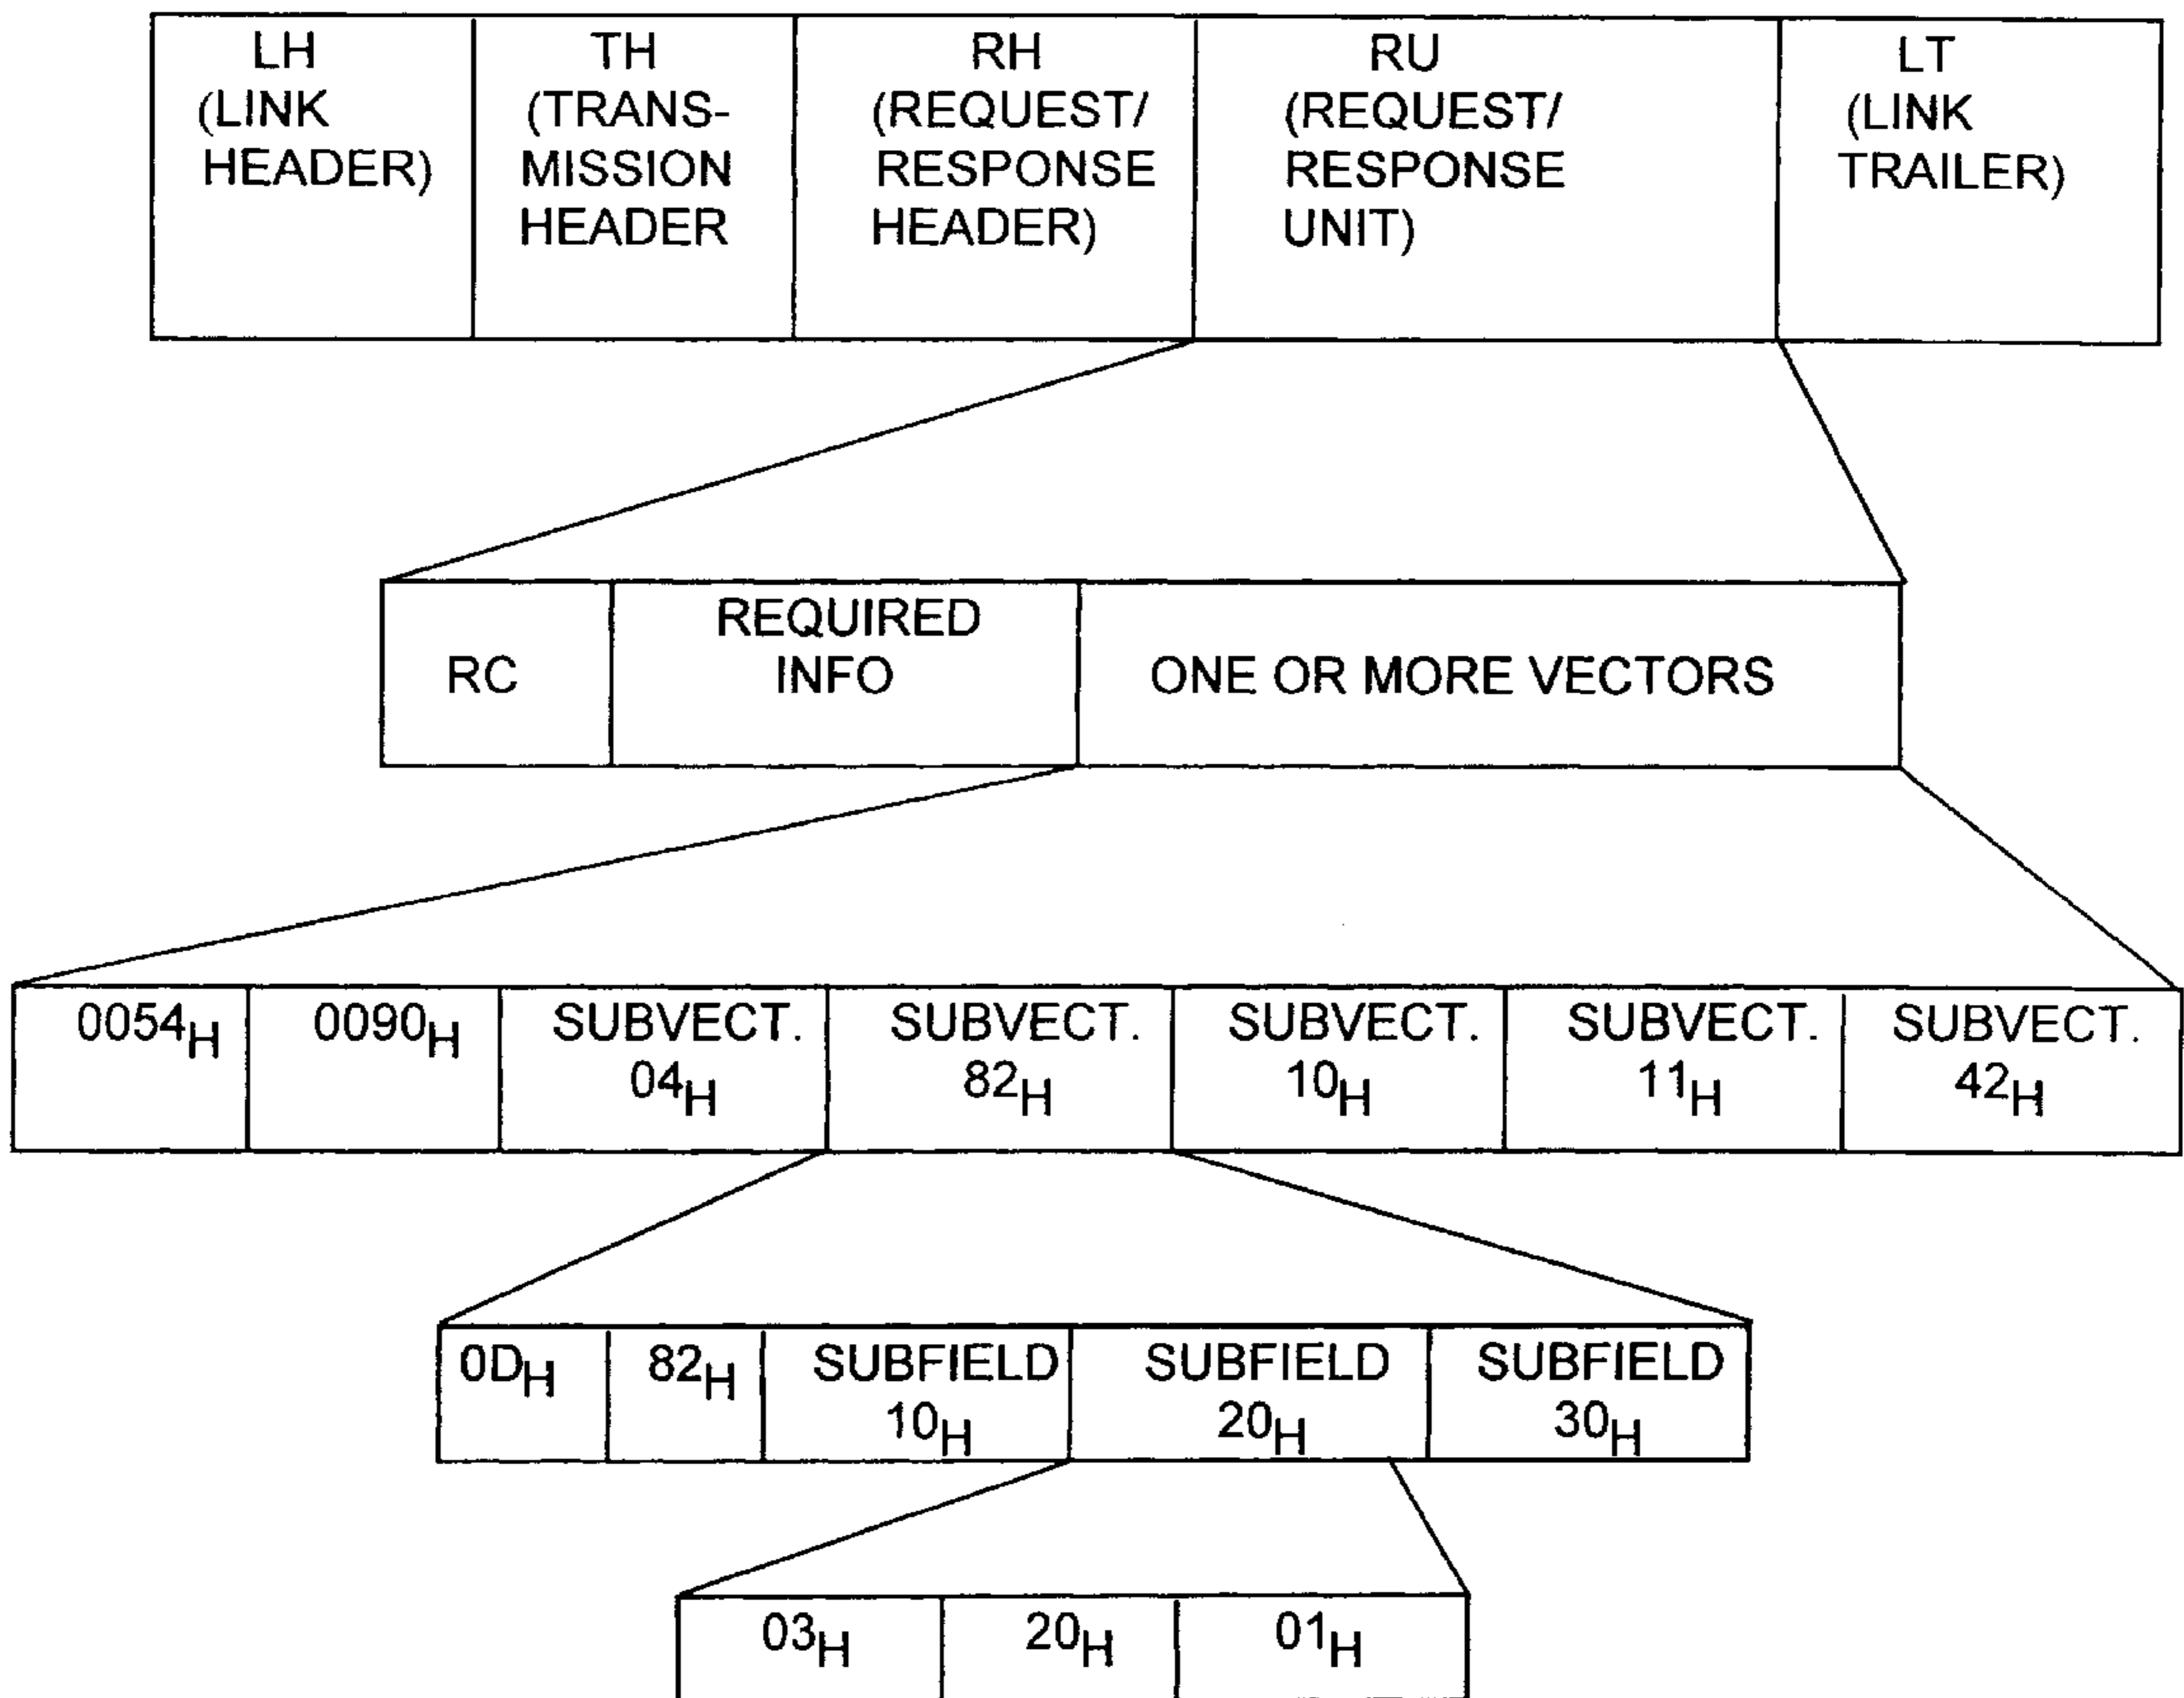 LH
(LINK
HEADER)
TH
(TRANS-
MISSION
HEADER
RH
(REQUEST/
RESPONSE
HEADER)
RU
(REQUEST/
RESPONSE
UNIT)
LT
(LINK
TRAILER)
RC
REQUIRED
INFO
ONE OR MORE VECTORS
0054H
0090H
SUBVECT.
04H
SUBVECT.
82H
SUBVECT.
10H
SUBVECT.
11H
SUBVECT.
42H
0DH
82H
SUBFIELD
10H
SUBFIELD
20H
SUBFIELD
30H
03H
20H
01H